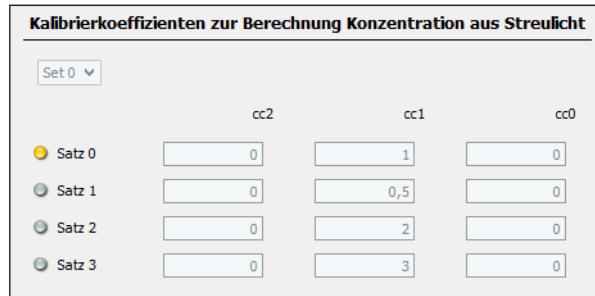 Kalibrierkoeffizienten zur Berechnung Konzentration aus Streulicht
Set 0
cc2 cc1 cc0
Satz 0 0 1 0
Satz 1 0 0,5 0
Satz 2 0 2 0
Satz 3 0 3 0